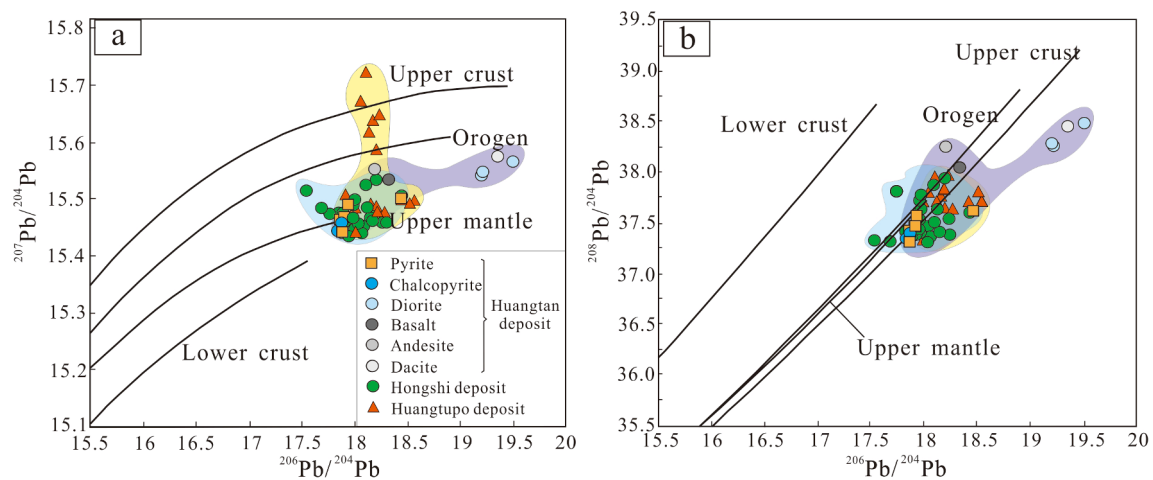 a
15.8
15.7
15.6
15.5
15.4
15.3
15.2
15.1
²⁰⁷Pb/²⁰⁴Pb
Upper crust
Orogen
Upper mantle
Lower crust
Pyrite
Chalcopyrite
Diorite
Basalt
Andesite
Dacite
Huangtan
deposit
Hongshi deposit
Huangtupo deposit
15.5 16 16.5 17 17.5 18 18.5 19 19.5 20
²⁰⁶Pb/²⁰⁴Pb
b
39.5
39.0
38.5
38.0
37.5
37.0
36.5
36.0
35.5
²⁰⁸Pb/²⁰⁴Pb
Upper crust
Orogen
Lower crust
Upper mantle
15.5 16 16.5 17 17.5 18 18.5 19 19.5 20
²⁰⁶Pb/²⁰⁴Pb